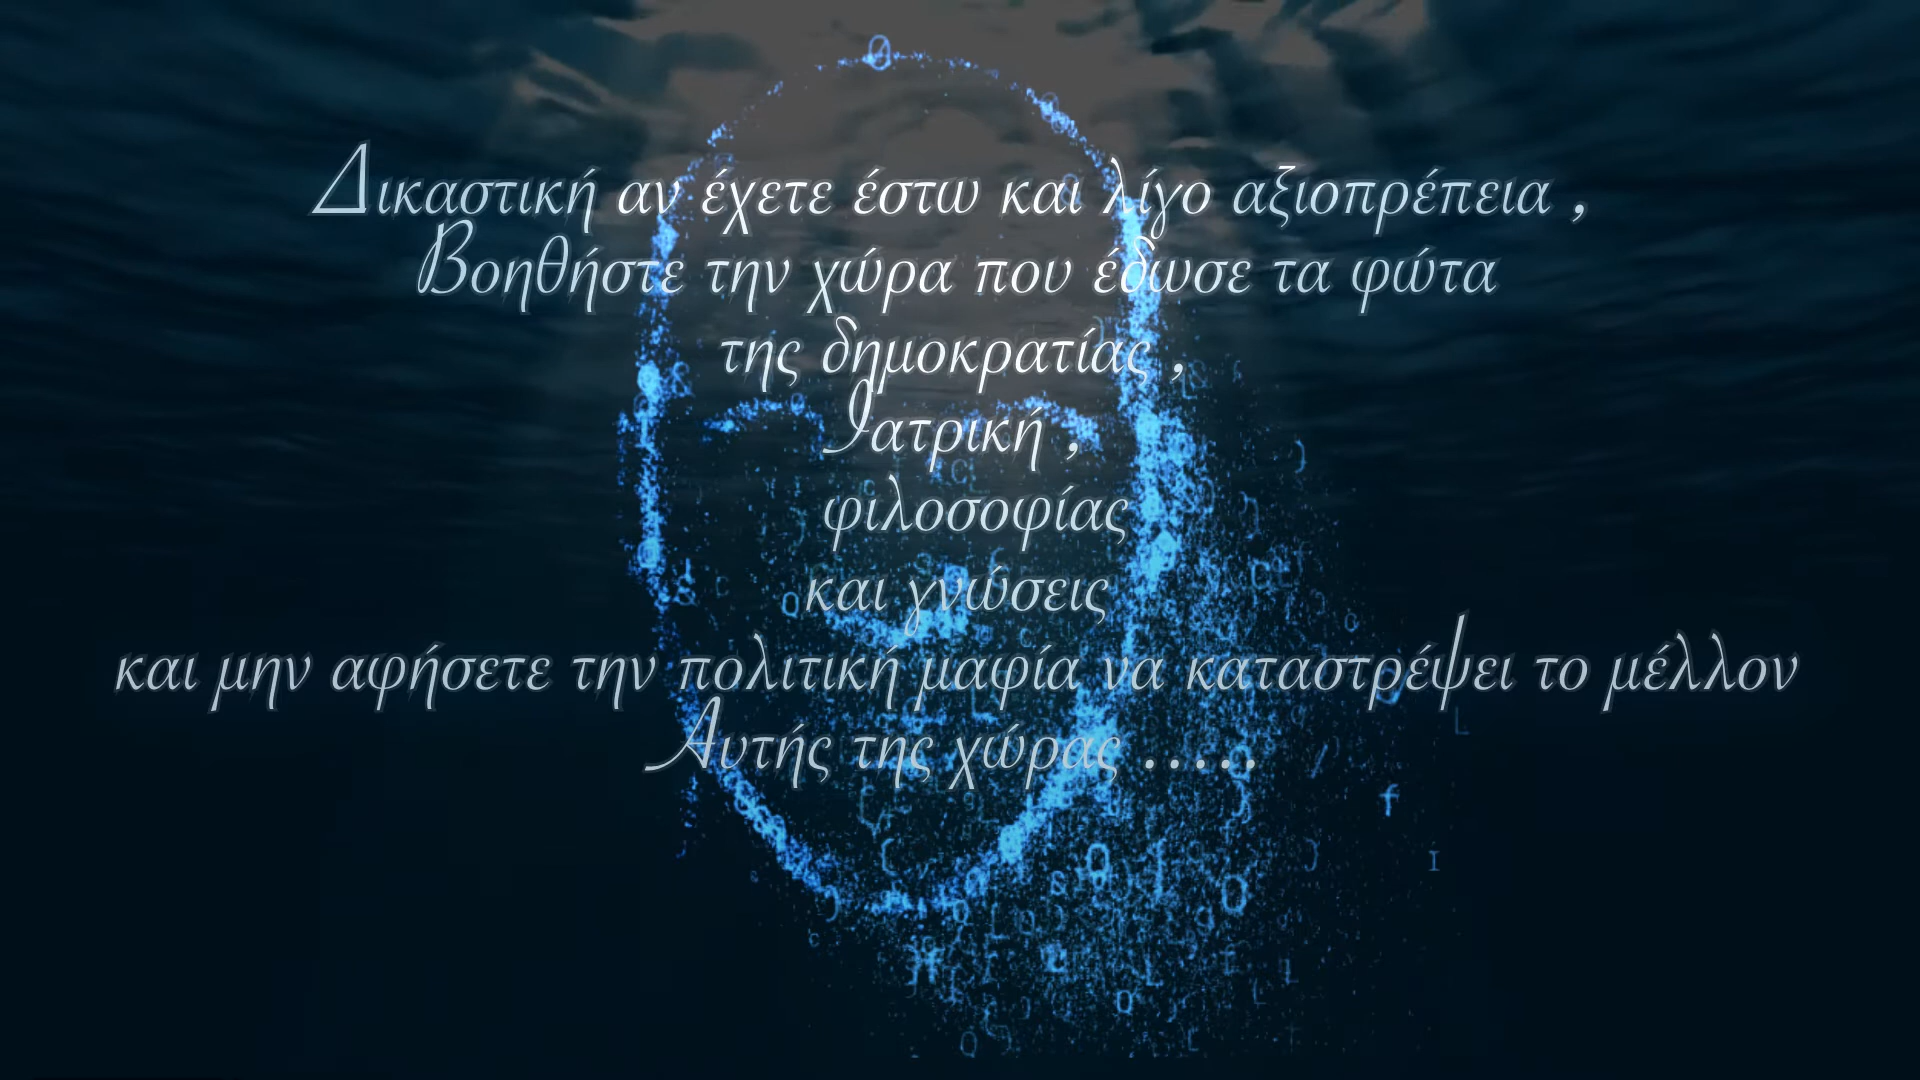 Δικαστική αν έχετε έστω και λίγο αξιοπρέπεια ,
Βοηθήστε την χώρα που έδωσε τα φώτα
της δημοκρατίας ,
Ιατρική ,
φιλοσοφίας
και γνώσεις
και μην αφήσετε την πολιτική μαφία να καταστρέψει το μέλλον
Αυτής της χώρας .....